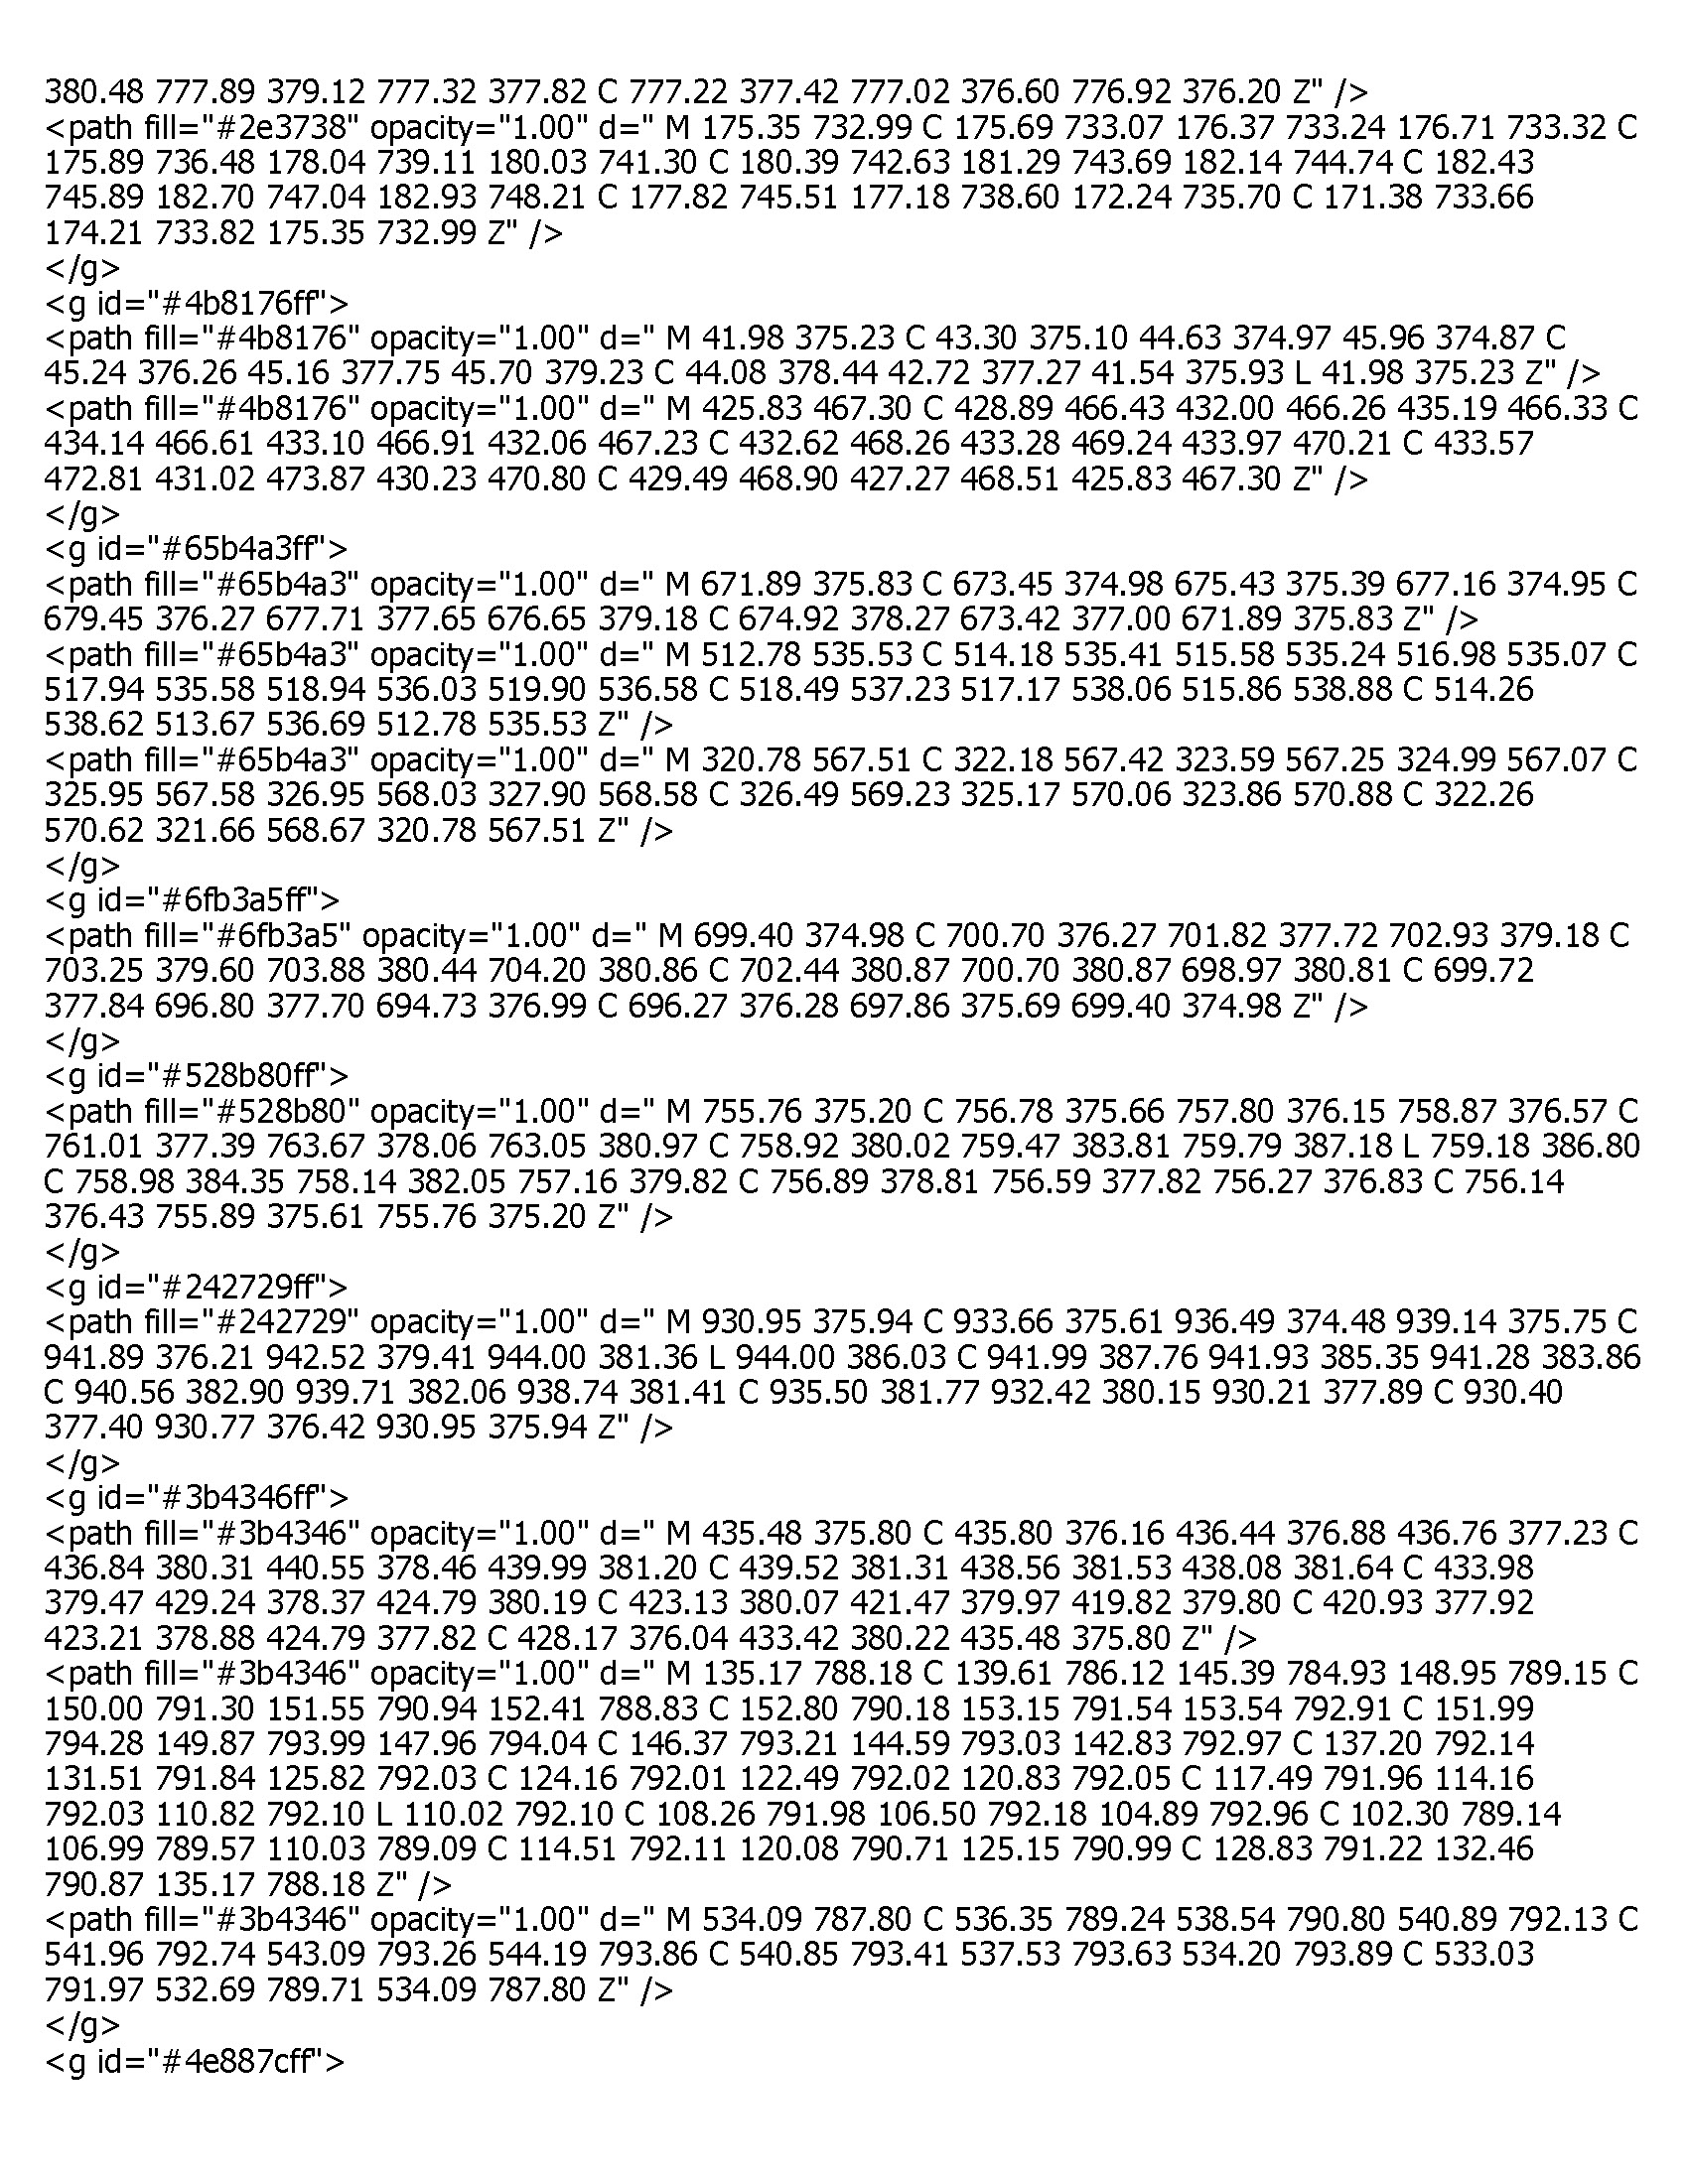 380.48 777.89 379.12 777.32 377.82 C 777.22 377.42 777.02 376.60 776.92 376.20 Z" />
<path fill="#2e3738" opacity="1.00" d=" M 175.35 732.99 C 175.69 733.07 176.37 733.24 176.71 733.32 C
175.89 736.48 178.04 739.11 180.03 741.30 C 180.39 742.63 181.29 743.69 182.14 744.74 C 182.43
745.89 182.70 747.04 182.93 748.21 C 177.82 745.51 177.18 738.60 172.24 735.70 C 171.38 733.66
174.21 733.82 175.35 732.99 Z" />
</g>
<g id="#4b8176ff">
<path fill="#4b8176" opacity="1.00" d=" M 41.98 375.23 C 43.30 375.10 44.63 374.97 45.96 374.87 C
45.24 376.26 45.16 377.75 45.70 379.23 C 44.08 378.44 42.72 377.27 41.54 375.93 L 41.98 375.23 Z" />
<path fill="#4b8176" opacity="1.00" d=" M 425.83 467.30 C 428.89 466.43 432.00 466.26 435.19 466.33 C
434.14 466.61 433.10 466.91 432.06 467.23 C 432.62 468.26 433.28 469.24 433.97 470.21 C 433.57
472.81 431.02 473.87 430.23 470.80 C 429.49 468.90 427.27 468.51 425.83 467.30 Z" />
</g>
<g id="#65b4a3ff">
<path fill="#65b4a3" opacity="1.00" d=" M 671.89 375.83 C 673.45 374.98 675.43 375.39 677.16 374.95 C
679.45 376.27 677.71 377.65 676.65 379.18 C 674.92 378.27 673.42 377.00 671.89 375.83 Z" />
<path fill="#65b4a3" opacity="1.00" d=" M 512.78 535.53 C 514.18 535.41 515.58 535.24 516.98 535.07 C
517.94 535.58 518.94 536.03 519.90 536.58 C 518.49 537.23 517.17 538.06 515.86 538.88 C 514.26
538.62 513.67 536.69 512.78 535.53 Z" />
<path fill="#65b4a3" opacity="1.00" d=" M 320.78 567.51 C 322.18 567.42 323.59 567.25 324.99 567.07 C
325.95 567.58 326.95 568.03 327.90 568.58 C 326.49 569.23 325.17 570.06 323.86 570.88 C 322.26
570.62 321.66 568.67 320.78 567.51 Z" />
</g>
<g id="#6fb3a5ff">
<path fill="#6fb3a5" opacity="1.00" d=" M 699.40 374.98 C 700.70 376.27 701.82 377.72 702.93 379.18 C
703.25 379.60 703.88 380.44 704.20 380.86 C 702.44 380.87 700.70 380.87 698.97 380.81 C 699.72
377.84 696.80 377.70 694.73 376.99 C 696.27 376.28 697.86 375.69 699.40 374.98 Z" />
</g>
<g id="#528b80ff">
<path fill="#528b80" opacity="1.00" d=" M 755.76 375.20 C 756.78 375.66 757.80 376.15 758.87 376.57 C
761.01 377.39 763.67 378.06 763.05 380.97 C 758.92 380.02 759.47 383.81 759.79 387.18 L 759.18 386.80
C 758.98 384.35 758.14 382.05 757.16 379.82 C 756.89 378.81 756.59 377.82 756.27 376.83 C 756.14
376.43 755.89 375.61 755.76 375.20 Z" />
</g>
<g id="#242729ff">
<path fill="#242729" opacity="1.00" d=" M 930.95 375.94 C 933.66 375.61 936.49 374.48 939.14 375.75 C
941.89 376.21 942.52 379.41 944.00 381.36 L 944.00 386.03 C 941.99 387.76 941.93 385.35 941.28 383.86
C 940.56 382.90 939.71 382.06 938.74 381.41 C 935.50 381.77 932.42 380.15 930.21 377.89 C 930.40
377.40 930.77 376.42 930.95 375.94 Z" />
</g>
<g id="#3b4346ff">
<path fill="#3b4346" opacity="1.00" d=" M 435.48 375.80 C 435.80 376.16 436.44 376.88 436.76 377.23 C
436.84 380.31 440.55 378.46 439.99 381.20 C 439.52 381.31 438.56 381.53 438.08 381.64 C 433.98
379.47 429.24 378.37 424.79 380.19 C 423.13 380.07 421.47 379.97 419.82 379.80 C 420.93 377.92
423.21 378.88 424.79 377.82 C 428.17 376.04 433.42 380.22 435.48 375.80 Z" />
<path fill="#3b4346" opacity="1.00" d=" M 135.17 788.18 C 139.61 786.12 145.39 784.93 148.95 789.15 C
150.00 791.30 151.55 790.94 152.41 788.83 C 152.80 790.18 153.15 791.54 153.54 792.91 C 151.99
794.28 149.87 793.99 147.96 794.04 C 146.37 793.21 144.59 793.03 142.83 792.97 C 137.20 792.14
131.51 791.84 125.82 792.03 C 124.16 792.01 122.49 792.02 120.83 792.05 C 117.49 791.96 114.16
792.03 110.82 792.10 L 110.02 792.10 C 108.26 791.98 106.50 792.18 104.89 792.96 C 102.30 789.14
106.99 789.57 110.03 789.09 C 114.51 792.11 120.08 790.71 125.15 790.99 C 128.83 791.22 132.46
790.87 135.17 788.18 Z" />
<path fill="#3b4346" opacity="1.00" d=" M 534.09 787.80 C 536.35 789.24 538.54 790.80 540.89 792.13 C
541.96 792.74 543.09 793.26 544.19 793.86 C 540.85 793.41 537.53 793.63 534.20 793.89 C 533.03
791.97 532.69 789.71 534.09 787.80 Z" />
</g>
<g id="#4e887cff">